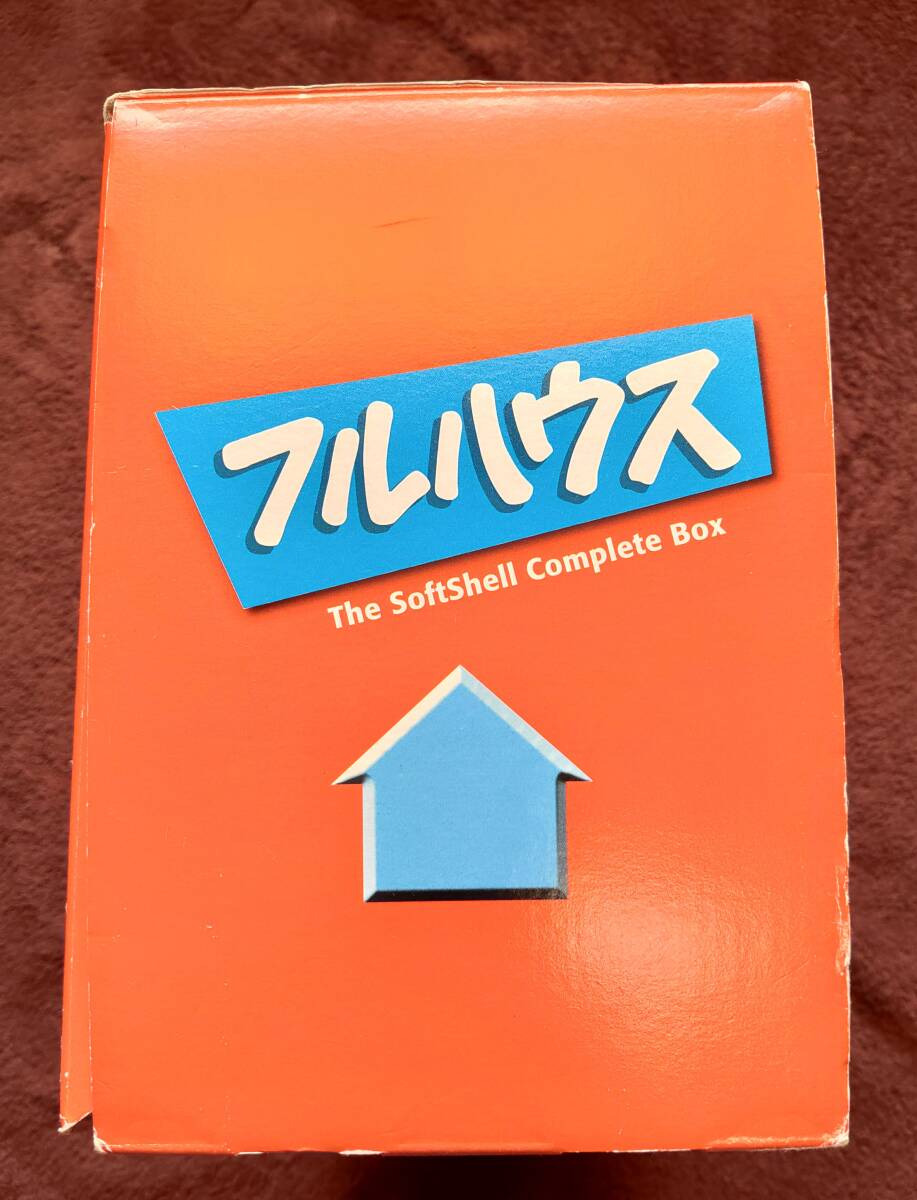 フルハウス
The SoftShell Complete Box